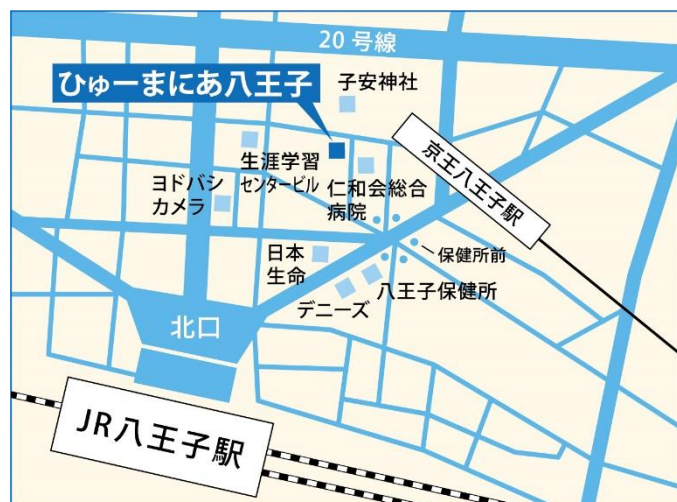 20号線
ひゅーまにあ八王子
子安神社
京王八王子駅
生涯学習
センタービル
仁和会総合
病院
ヨドバシ
カメラ
日本
生命
保健所前
八王子保健所
デニーズ
北口
JR八王子駅